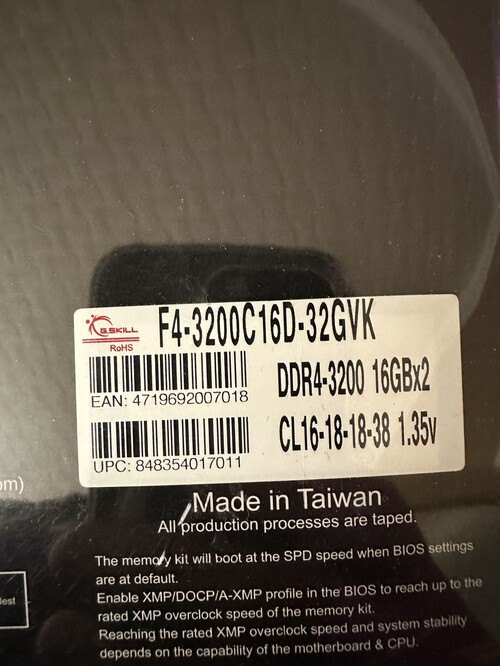 G.SKILL
RoHS
F4-3200C16D-32GVK
EAN: 4719692007018
DDR4-3200 16GBx2
UPC: 848354017011
CL16-18-18-38 1.35v
om)
Made in Taiwan
All production processes are taped.
The memory kit will boot at the SPD speed when BIOS settings
are at default.
Enable XMP/DOCP/A-XMP profile in the BIOS to reach up to the
rated XMP overclock speed of the memory kit.
Reaching the rated XMP overclock speed and system stability
depends on the capability of the motherboard & CPU.